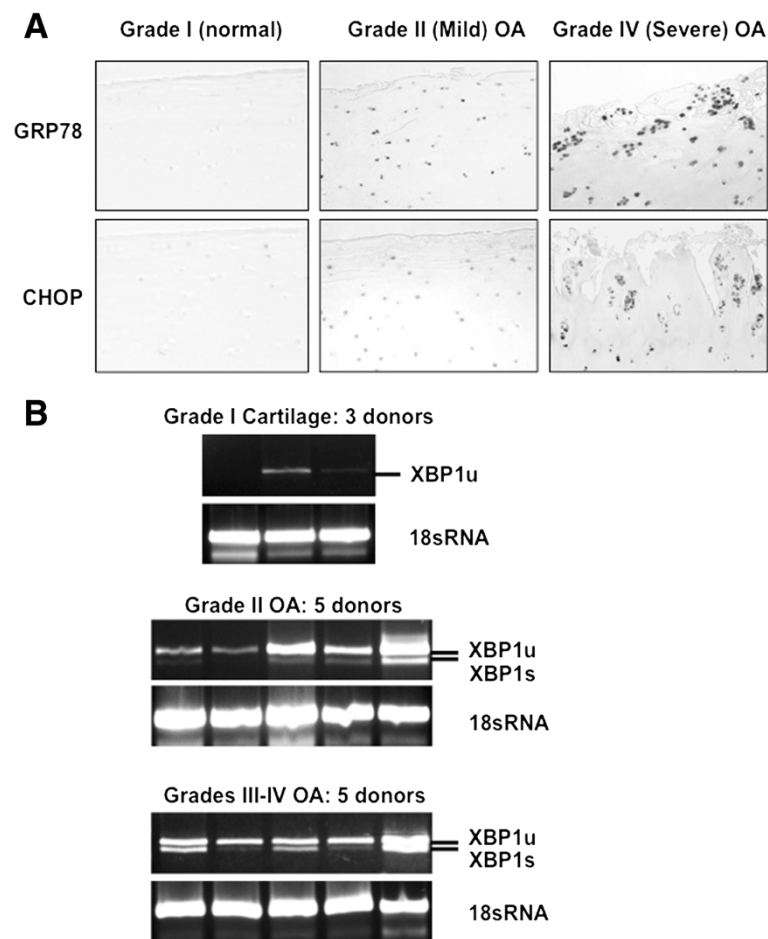 A
Grade I (normal)
Grade II (Mild) OA
Grade IV (Severe) OA
GRP78
CHOP
B
Grade I Cartilage: 3 donors
XBP1u
18sRNA
Grade II OA: 5 donors
XBP1u
XBP1s
18sRNA
Grades III-IV OA: 5 donors
XBP1u
XBP1s
18sRNA